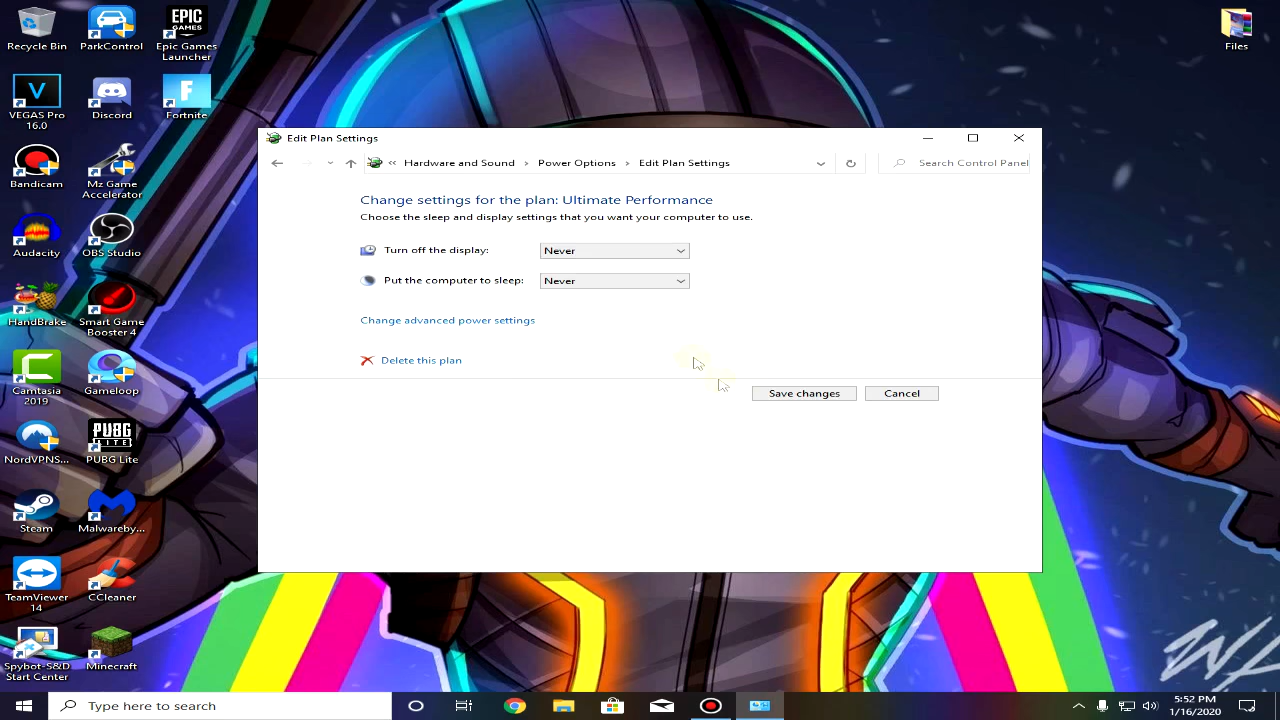 Recycle Bin
ParkControl
EPIC
GAMES
Epic Games
Launcher
Files
V
VEGAS Pro
16.0
Discord
F
Fortnite
Bandicam
Mz Game
Accelerator
Audacity
OBS Studio
HandBrake
Smart Game
Booster 4
Camtasia
2019
Gameloop
NordVPNS...
PUBG
LITE
PUBG Lite
Steam
Malwareby...
TeamViewer
14
CCleaner
Spybot-S&D
Start Center
Minecraft
Edit Plan Settings
« Hardware and Sound › Power Options › Edit Plan Settings
Search Control Panel
Change settings for the plan: Ultimate Performance
Choose the sleep and display settings that you want your computer to use.
Turn off the display: Never
Put the computer to sleep: Never
Change advanced power settings
Delete this plan
Save changes Cancel
Type here to search
5:52 PM
1/16/2020